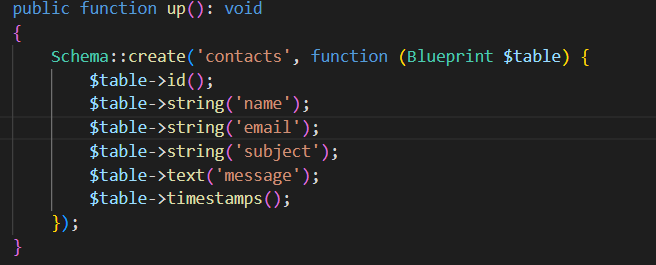 public function up(): void
{
    Schema::create('contacts', function (Blueprint $table) {
        $table->id();
        $table->string('name');
        $table->string('email');
        $table->string('subject');
        $table->text('message');
        $table->timestamps();
    });
}